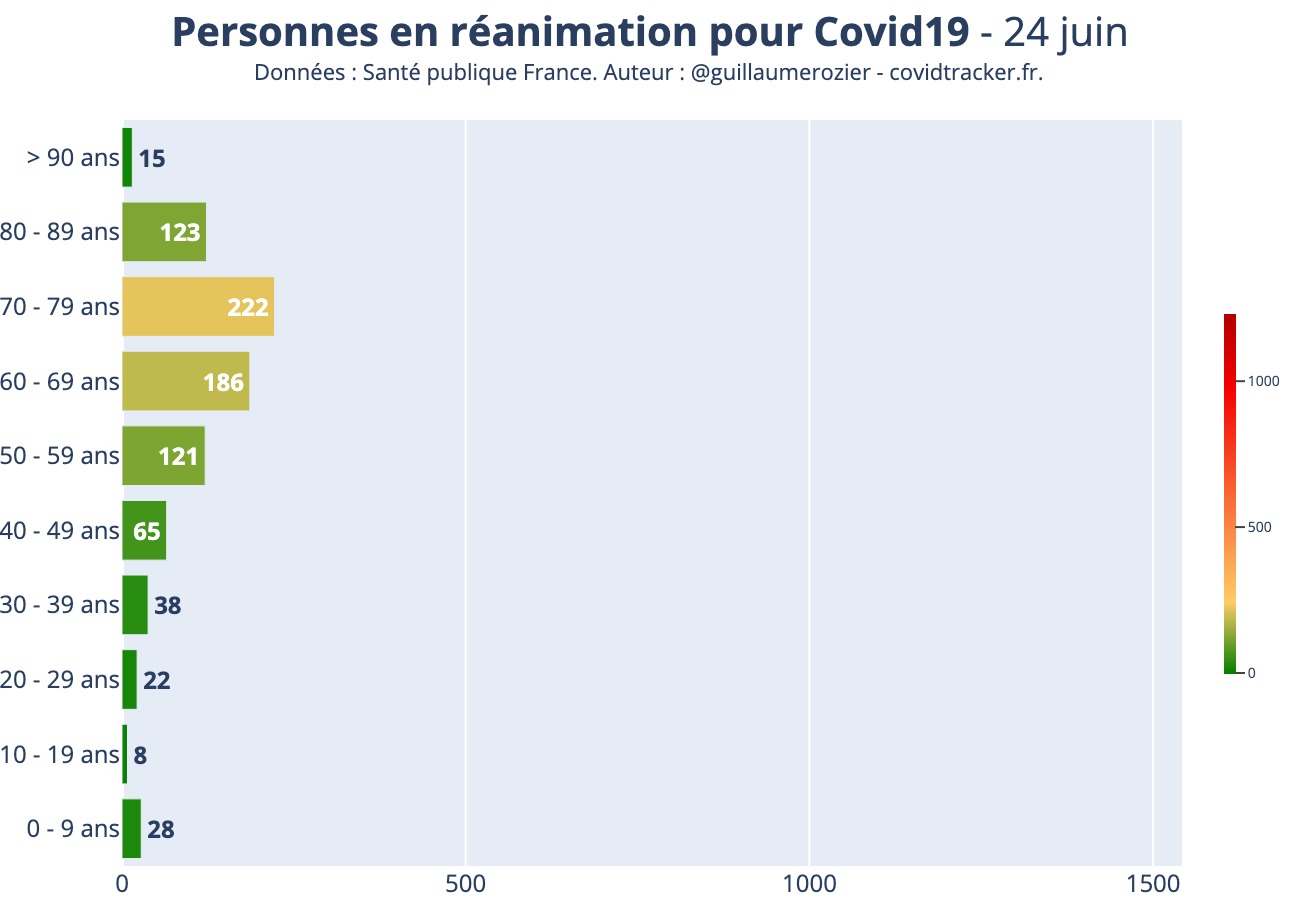 Personnes en réanimation pour Covid19 - 24 juin
Données : Santé publique France. Auteur : @guillaumerozier - covidtracker.fr.
> 90 ans 15
80 - 89 ans 123
70 - 79 ans 222
60 - 69 ans 186
50 - 59 ans 121
40 - 49 ans 65
30 - 39 ans 38
20 - 29 ans 22
10 - 19 ans 8
0 - 9 ans 28
0 500 1000 1500
1000
500
0